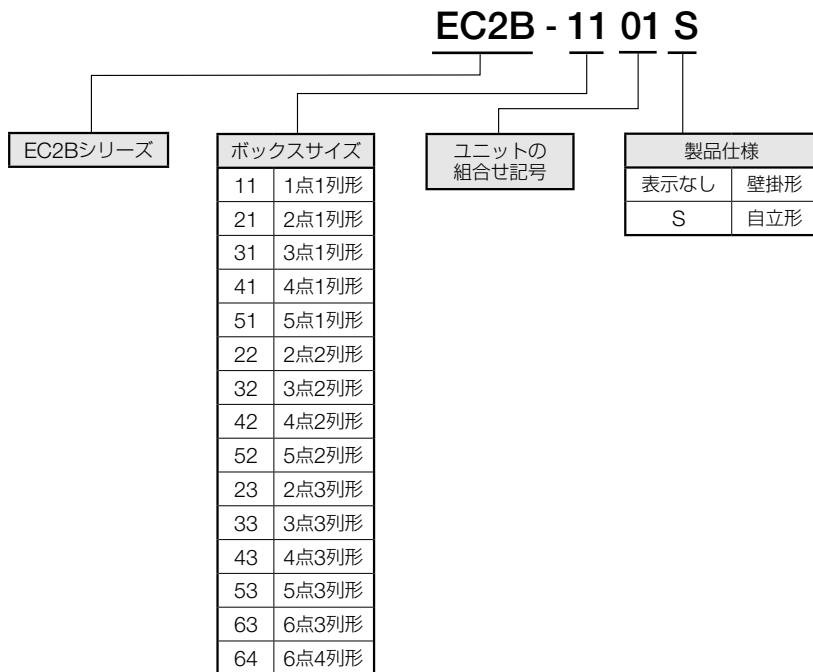 EC2B - 11 01 S
EC2Bシリーズ
ボックスサイズ
11 1点1列形
21 2点1列形
31 3点1列形
41 4点1列形
51 5点1列形
22 2点2列形
32 3点2列形
42 4点2列形
52 5点2列形
23 2点3列形
33 3点3列形
43 4点3列形
53 5点3列形
63 6点3列形
64 6点4列形
ユニットの
組合せ記号
製品仕様
表示なし 壁掛形
S 自立形